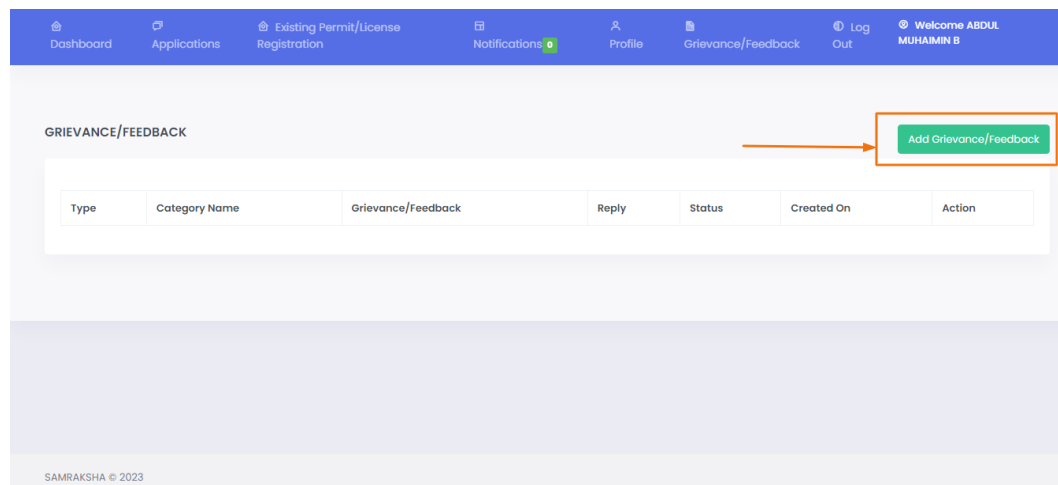 Dashboard
Applications
Existing Permit/License
Registration
Notifications 0
Profile
Grievance/Feedback
Log
Out
Welcome ABDUL
MUHAIMIN B
GRIEVANCE/FEEDBACK
Add Grievance/Feedback
Type Category Name Grievance/Feedback Reply Status Created On Action
SAMRAKSHA © 2023